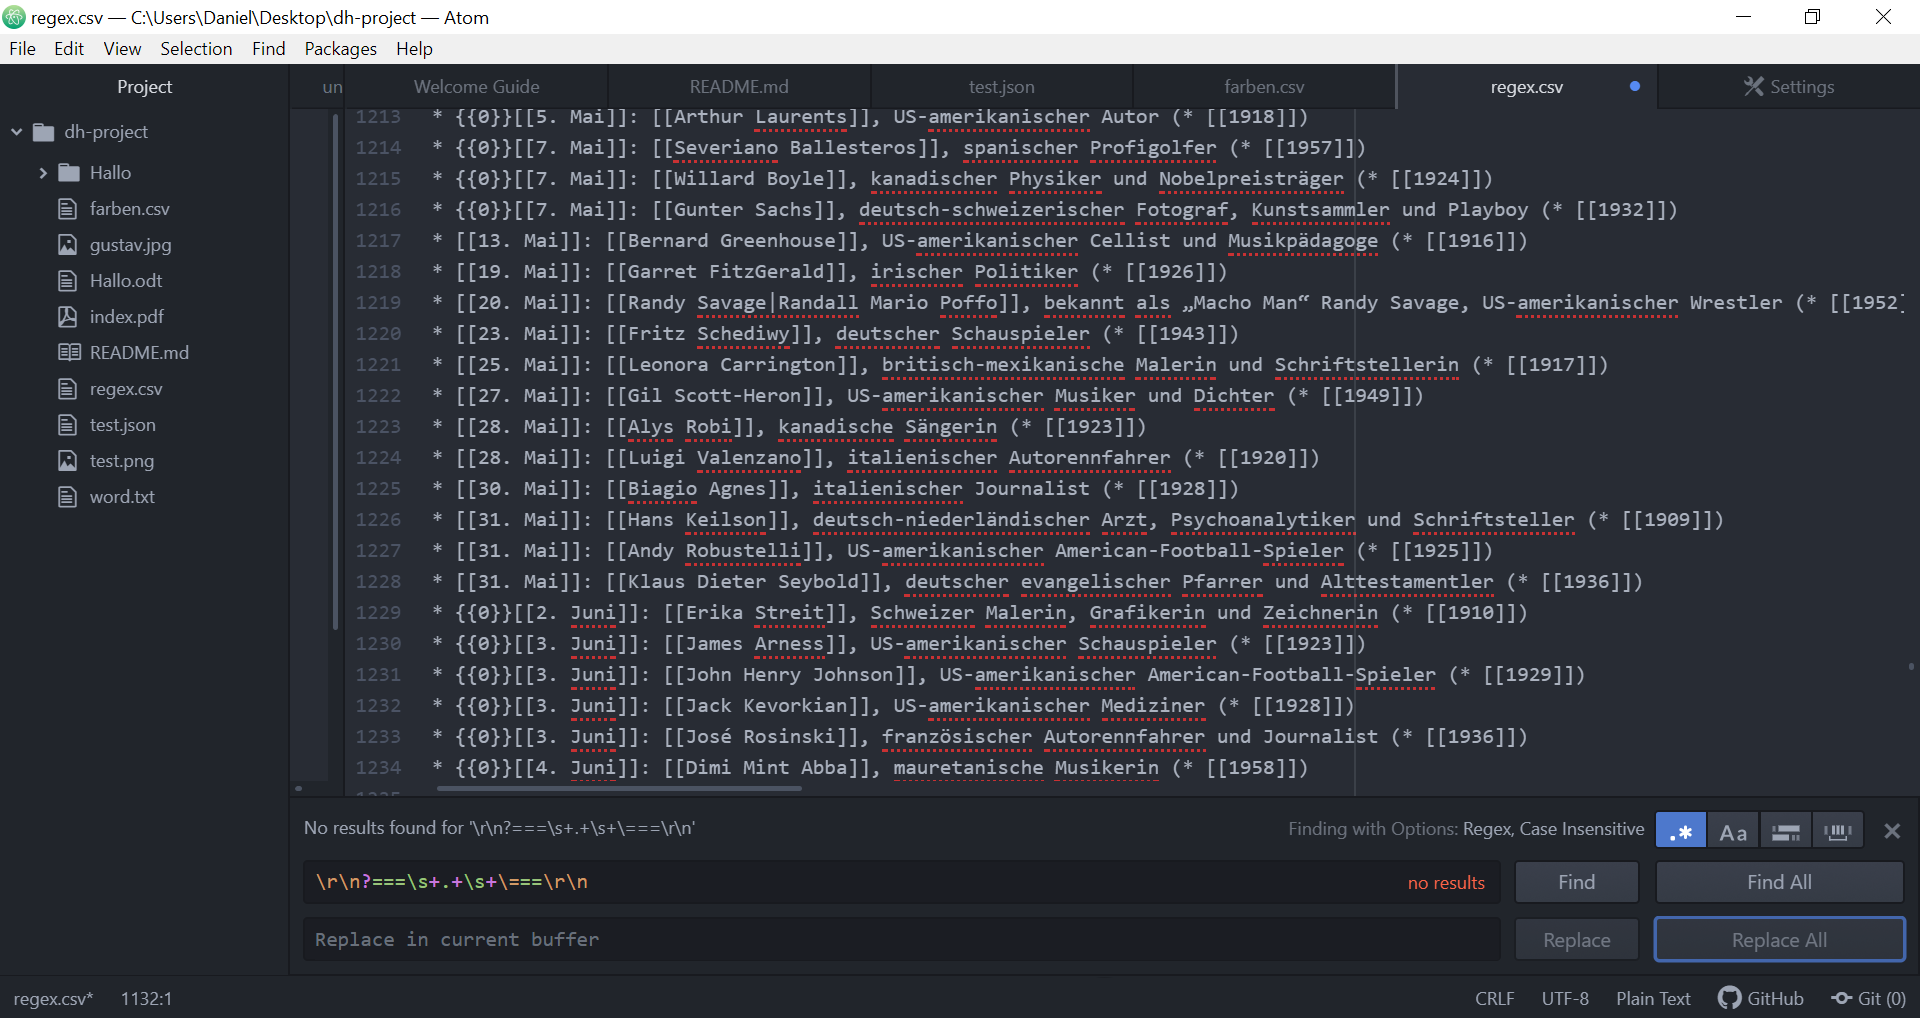 regex.csv — C:\Users\Daniel\Desktop\dh-project — Atom
File Edit View Selection Find Packages Help
Project
un Welcome Guide README.md test.json farben.csv regex.csv Settings
dh-project
Hallo
farben.csv
gustav.jpg
Hallo.odt
index.pdf
README.md
regex.csv
test.json
test.png
word.txt
1213 * {{0}}[[5. Mai]]: [[Arthur Laurents]], US-amerikanischer Autor (* [[1918]])
1214 * {{0}}[[7. Mai]]: [[Severiano Ballesteros]], spanischer Profigolfer (* [[1957]])
1215 * {{0}}[[7. Mai]]: [[Willard Boyle]], kanadischer Physiker und Nobelpreisträger (* [[1924]])
1216 * {{0}}[[7. Mai]]: [[Gunter Sachs]], deutsch-schweizerischer Fotograf, Kunstsammler und Playboy (* [[1932]])
1217 * [[13. Mai]]: [[Bernard Greenhouse]], US-amerikanischer Cellist und Musikpädagoge (* [[1916]])
1218 * [[19. Mai]]: [[Garret FitzGerald]], irischer Politiker (* [[1926]])
1219 * [[20. Mai]]: [[Randy Savage|Randall Mario Poffo]], bekannt als „Macho Man“ Randy Savage, US-amerikanischer Wrestler (* [[1952]
1220 * [[23. Mai]]: [[Fritz Schediwy]], deutscher Schauspieler (* [[1943]])
1221 * [[25. Mai]]: [[Leonora Carrington]], britisch-mexikanische Malerin und Schriftstellerin (* [[1917]])
1222 * [[27. Mai]]: [[Gil Scott-Heron]], US-amerikanischer Musiker und Dichter (* [[1949]])
1223 * [[28. Mai]]: [[Alys Robi]], kanadische Sängerin (* [[1923]])
1224 * [[28. Mai]]: [[Luigi Valenzano]], italienischer Autorennfahrer (* [[1920]])
1225 * [[30. Mai]]: [[Biagio Agnes]], italienischer Journalist (* [[1928]])
1226 * [[31. Mai]]: [[Hans Keilson]], deutsch-niederländischer Arzt, Psychoanalytiker und Schriftsteller (* [[1909]])
1227 * [[31. Mai]]: [[Andy Robustelli]], US-amerikanischer American-Football-Spieler (* [[1925]])
1228 * [[31. Mai]]: [[Klaus Dieter Seybold]], deutscher evangelischer Pfarrer und Alttestamentler (* [[1936]])
1229 * {{0}}[[2. Juni]]: [[Erika Streit]], Schweizer Malerin, Grafikerin und Zeichnerin (* [[1910]])
1230 * {{0}}[[3. Juni]]: [[James Arness]], US-amerikanischer Schauspieler (* [[1923]])
1231 * {{0}}[[3. Juni]]: [[John Henry Johnson]], US-amerikanischer American-Football-Spieler (* [[1929]])
1232 * {{0}}[[3. Juni]]: [[Jack Kevorkian]], US-amerikanischer Mediziner (* [[1928]])
1233 * {{0}}[[3. Juni]]: [[José Rosinski]], französischer Autorennfahrer und Journalist (* [[1936]])
1234 * {{0}}[[4. Juni]]: [[Dimi Mint Abba]], mauretanische Musikerin (* [[1958]])
1235
No results found for '\r\n?===\s+.+\s+\===\r\n'
Finding with Options: Regex, Case Insensitive .* Aa
\r\n?===\s+.+\s+\===\r\n no results Find Find All
Replace in current buffer Replace Replace All
regex.csv* 1132:1 CRLF UTF-8 Plain Text GitHub Git (0)